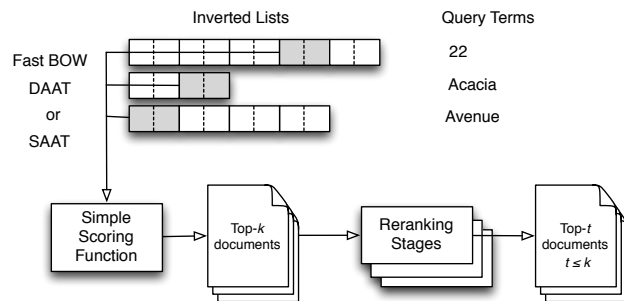 Inverted Lists
Query Terms
Fast BOW
DAAT
or
SAAT
22
Acacia
Avenue
Simple
Scoring
Function
Top-k
documents
Reranking
Stages
Top-t
documents
t ≤ k